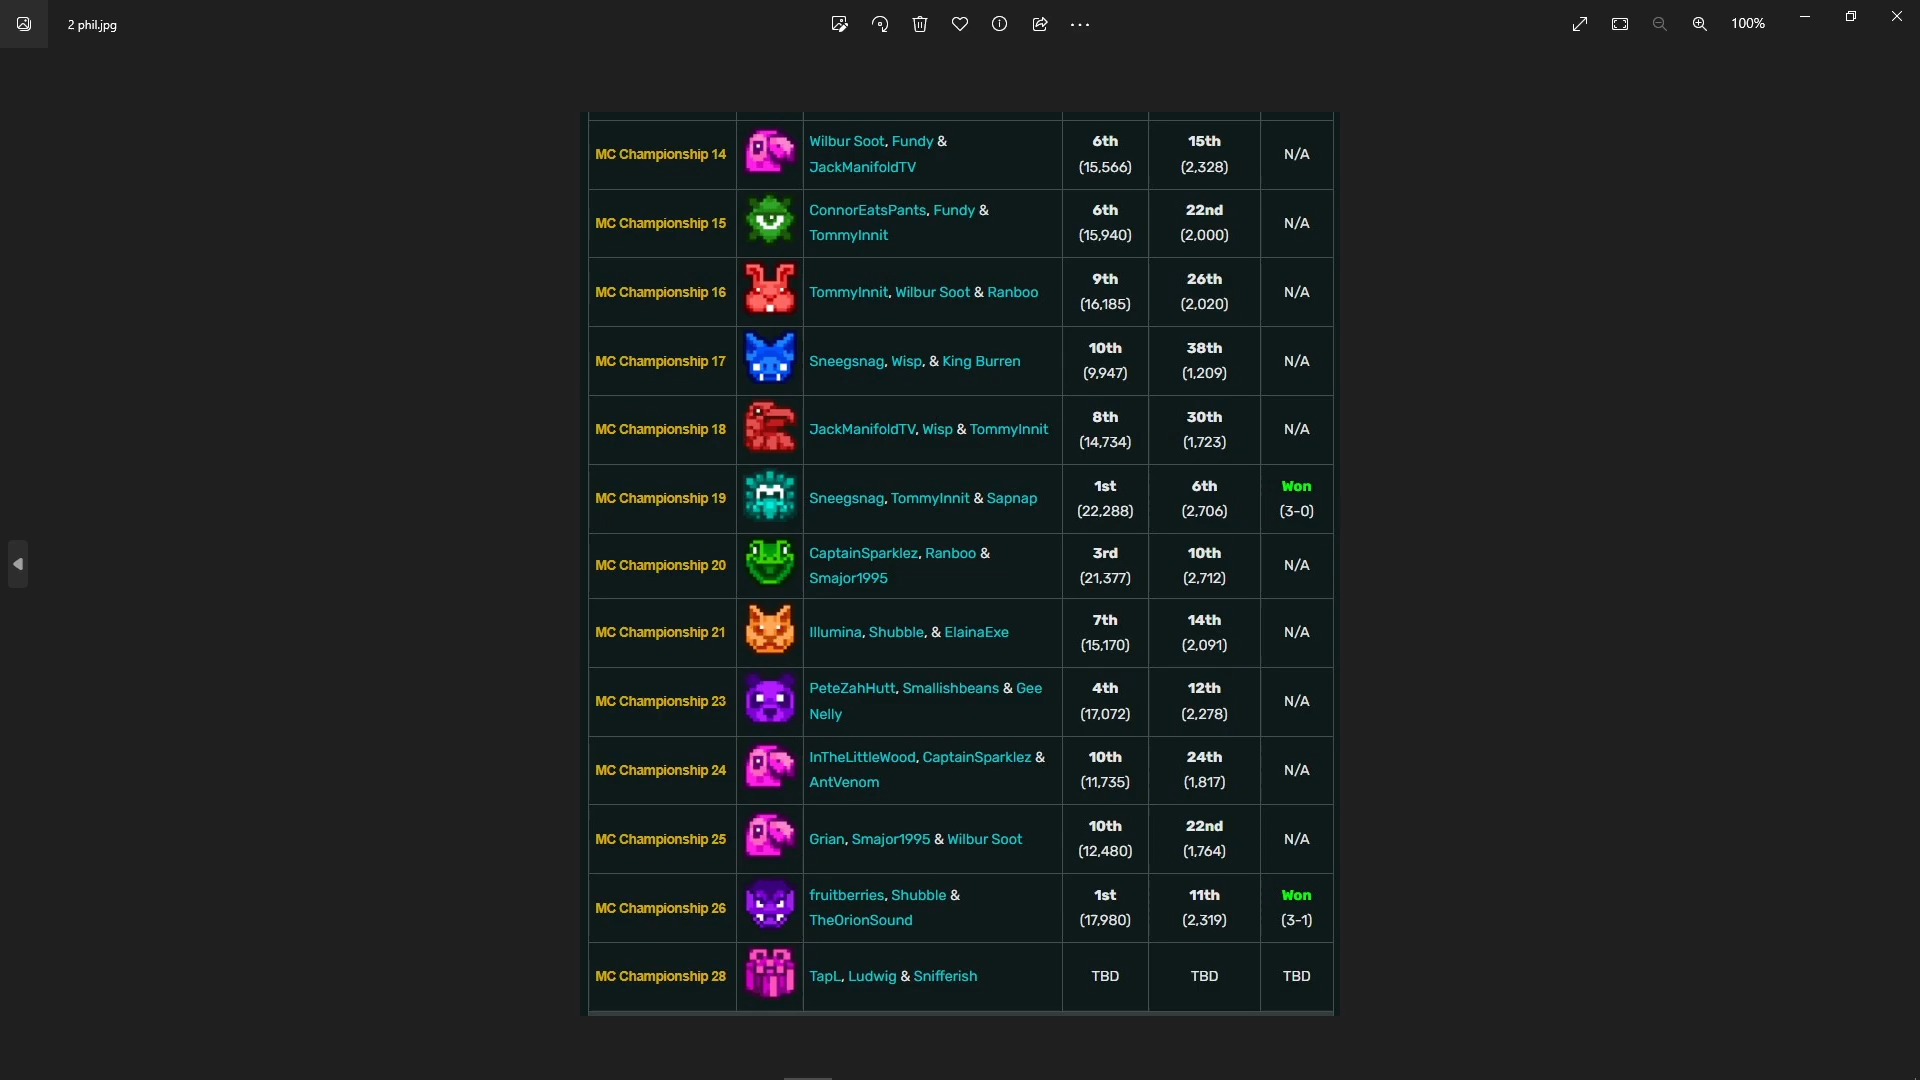 2 phil.jpg
100%
MC Championship 14
Wilbur Soot, Fundy &
JackManifoldTV
6th
(15,566)
15th
(2,328)
N/A
MC Championship 15
ConnorEatsPants, Fundy &
TommyInnit
6th
(15,940)
22nd
(2,000)
N/A
MC Championship 16
TommyInnit, Wilbur Soot & Ranboo
9th
(16,185)
26th
(2,020)
N/A
MC Championship 17
Sneegsnag, Wisp, & King Burren
10th
(9,947)
38th
(1,209)
N/A
MC Championship 18
JackManifoldTV, Wisp & TommyInnit
8th
(14,734)
30th
(1,723)
N/A
MC Championship 19
Sneegsnag, TommyInnit & Sapnap
1st
(22,288)
6th
(2,706)
Won
(3-0)
MC Championship 20
CaptainSparklez, Ranboo &
Smajor1995
3rd
(21,377)
10th
(2,712)
N/A
MC Championship 21
Illumina, Shubble, & ElainaExe
7th
(15,170)
14th
(2,091)
N/A
MC Championship 23
PeteZahHutt, Smallishbeans & Gee
Nelly
4th
(17,072)
12th
(2,278)
N/A
MC Championship 24
InTheLittleWood, CaptainSparklez &
AntVenom
10th
(11,735)
24th
(1,817)
N/A
MC Championship 25
Grian, Smajor1995 & Wilbur Soot
10th
(12,480)
22nd
(1,764)
N/A
MC Championship 26
fruitberries, Shubble &
TheOrionSound
1st
(17,980)
11th
(2,319)
Won
(3-1)
MC Championship 28
TapL, Ludwig & Snifferish
TBD
TBD
TBD